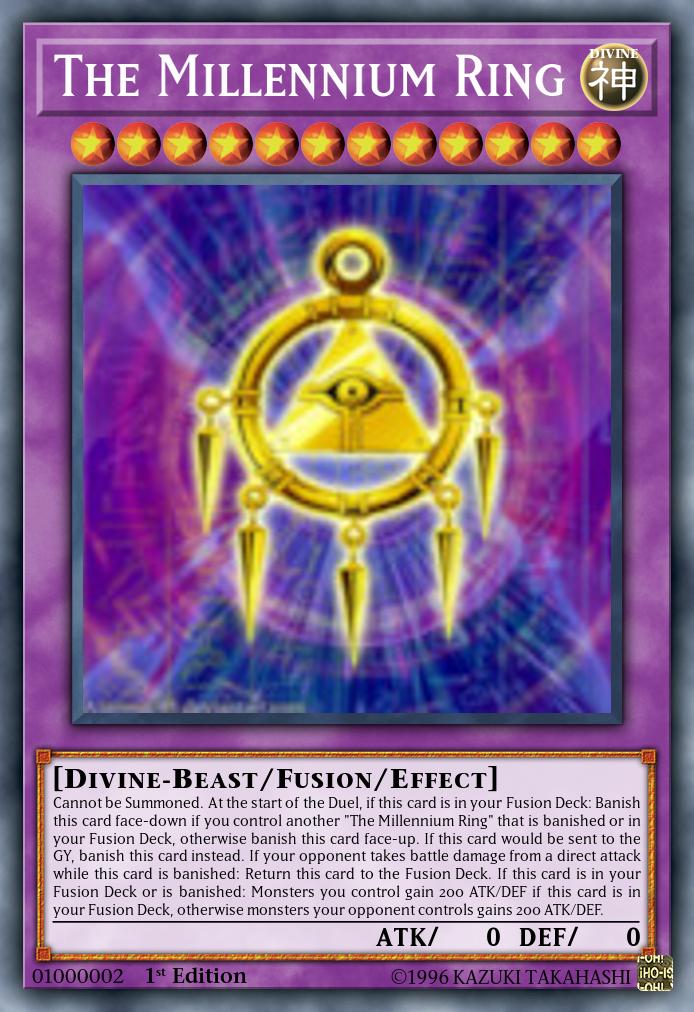 THE MILLENNIUM RING
DIVINE
神
[DIVINE-BEAST/FUSION/EFFECT]
Cannot be Summoned. At the start of the Duel, if this card is in your Fusion Deck: Banish
this card face-down if you control another "The Millennium Ring" that is banished or in
your Fusion Deck, otherwise banish this card face-up. If this card would be sent to the
GY, banish this card instead. If your opponent takes battle damage from a direct attack
while this card is banished: Return this card to the Fusion Deck. If this card is in your
Fusion Deck or is banished: Monsters you control gain 200 ATK/DEF if this card is in
your Fusion Deck, otherwise monsters your opponent controls gains 200 ATK/DEF.
ATK/ 0 DEF/ 0
01000002 1st Edition ©1996 KAZUKI TAKAHASHI